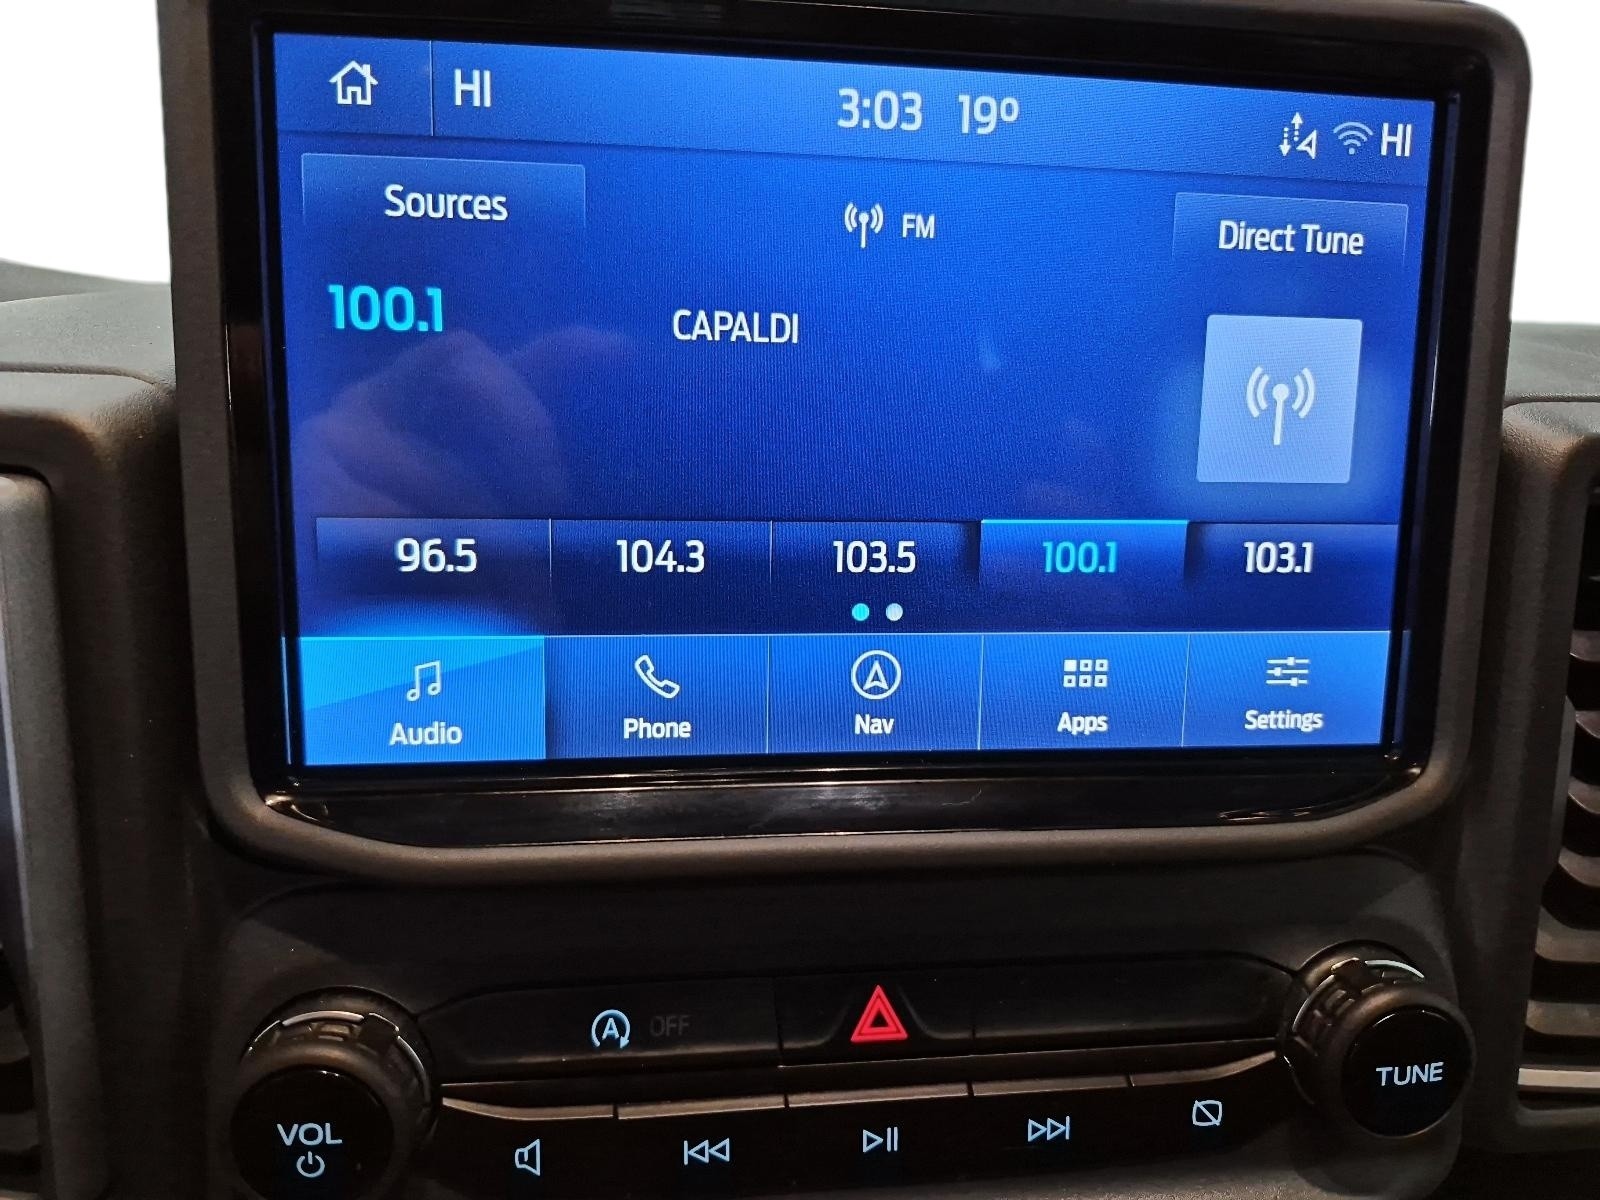 HI 3:03 19º HI
Sources FM Direct Tune
100.1 CAPALDI
96.5 104.3 103.5 100.1 103.1
Audio Phone Nav Apps Settings
A OFF
VOL TUNE